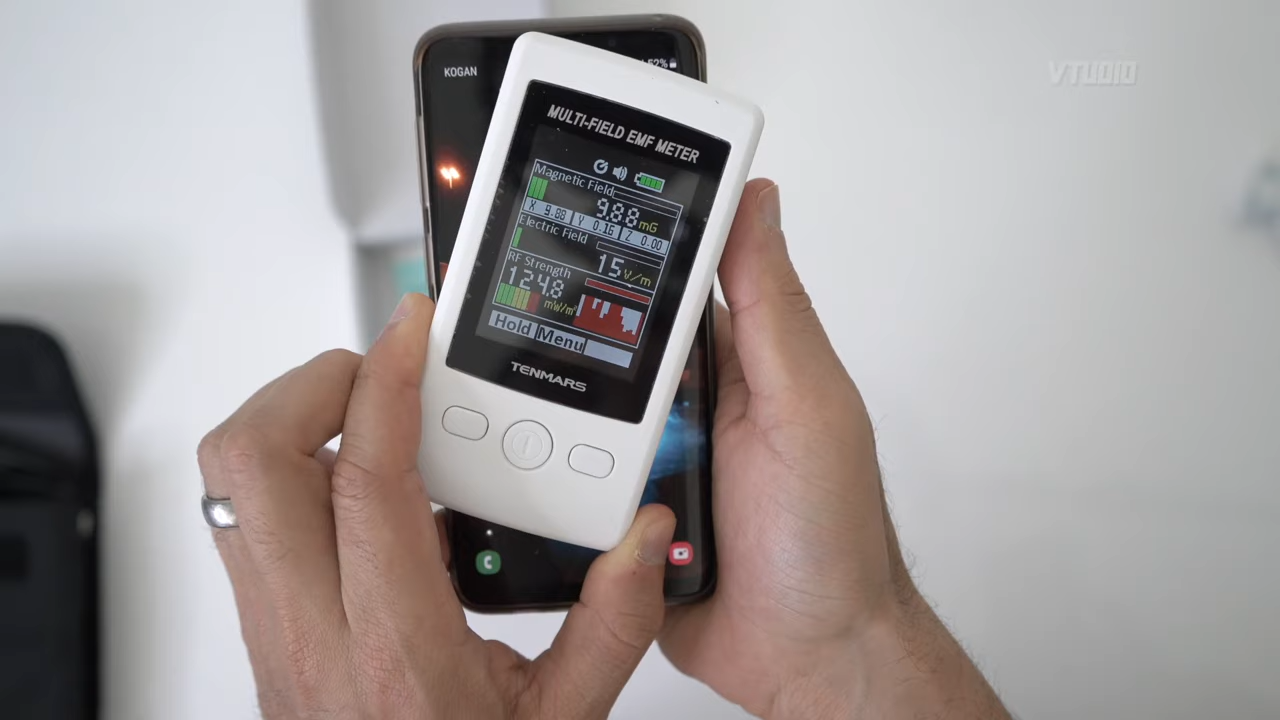 VTUDIO
KOGAN
52%
MULTI-FIELD EMF METER
Magnetic Field
9.88 mG
X 9.88 Y 0.16 Z 0.00
Electric Field
15 V/m
RF Strength
124.8 mW/m²
Hold Menu
TENMARS